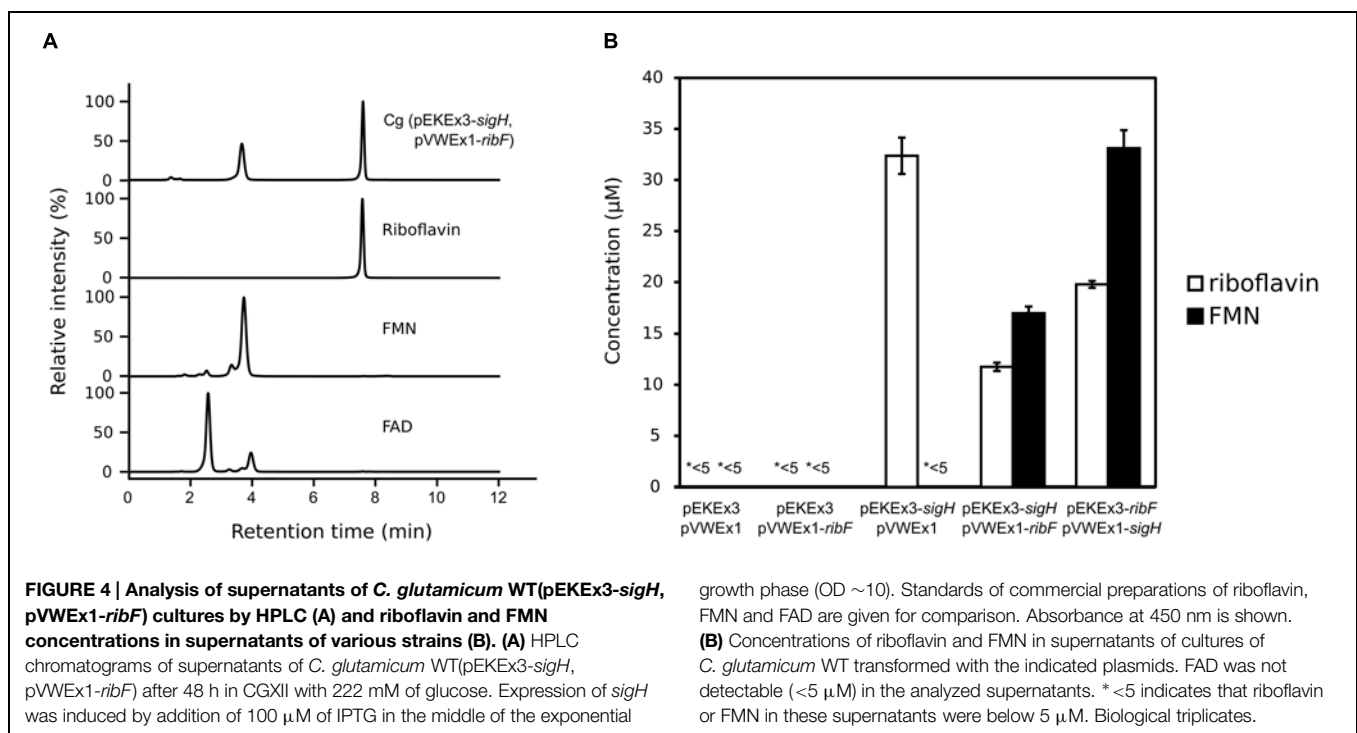 A
Relative intensity (%)
100
50
0
Cg (pEKEx3-sigH,
pVWEx1-ribF)
100
50
0
Riboflavin
100
50
0
FMN
100
50
0
FAD
0 2 4 6 8 10 12
Retention time (min)
B
Concentration (µM)
40
35
30
25
20
15
10
5
0
*<5 *<5
*<5 *<5
*<5
pEKEx3
pVWEx1
pEKEx3
pVWEx1-ribF
pEKEx3-sigH
pVWEx1
pEKEx3-sigH
pVWEx1-ribF
pEKEx3-ribF
pVWEx1-sigH
riboflavin
FMN
FIGURE 4 | Analysis of supernatants of C. glutamicum WT(pEKEx3-sigH,
pVWEx1-ribF) cultures by HPLC (A) and riboflavin and FMN
concentrations in supernatants of various strains (B). (A) HPLC
chromatograms of supernatants of C. glutamicum WT(pEKEx3-sigH,
pVWEx1-ribF) after 48 h in CGXII with 222 mM of glucose. Expression of sigH
was induced by addition of 100 µM of IPTG in the middle of the exponential
growth phase (OD ∼10). Standards of commercial preparations of riboflavin,
FMN and FAD are given for comparison. Absorbance at 450 nm is shown.
(B) Concentrations of riboflavin and FMN in supernatants of cultures of
C. glutamicum WT transformed with the indicated plasmids. FAD was not
detectable (<5 µM) in the analyzed supernatants. *<5 indicates that riboflavin
or FMN in these supernatants were below 5 µM. Biological triplicates.